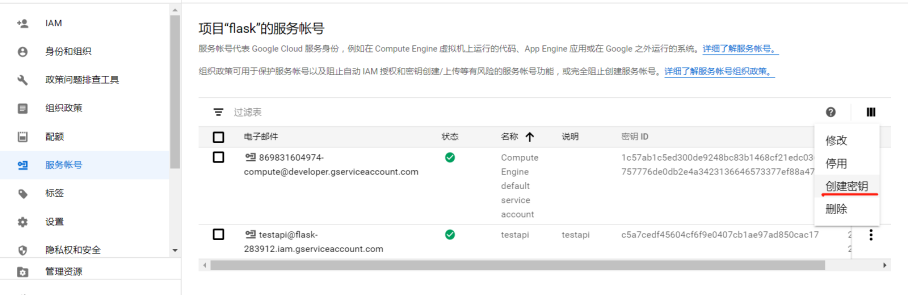 IAM
身份和组织
政策问题排查工具
组织政策
配额
服务帐号
标签
设置
隐私权和安全
管理资源
项目“flask”的服务帐号
服务帐号代表 Google Cloud 服务身份，例如在 Compute Engine 虚拟机上运行的代码、App Engine 应用或在 Google 之外运行的系统。详细了解服务帐号。
组织政策可用于保护服务帐号以及阻止自动 IAM 授权和密钥创建/上传等有风险的服务帐号功能，或完全阻止创建服务帐号。详细了解服务帐号组织政策。
过滤表
电子邮件 状态 名称 说明 密钥 ID
869831604974-
compute@developer.gserviceaccount.com
Compute
Engine
default
service
account
1c57ab1c5ed300de9248bc83b1468cf21edc03
757776de0db2e4a3423136646573377ef88a47
testapi@flask-
283912.iam.gserviceaccount.com
testapi
testapi
c5a7cedf45604cf6f9e0407cb1ae97ad850cac17
修改
停用
创建密钥
删除